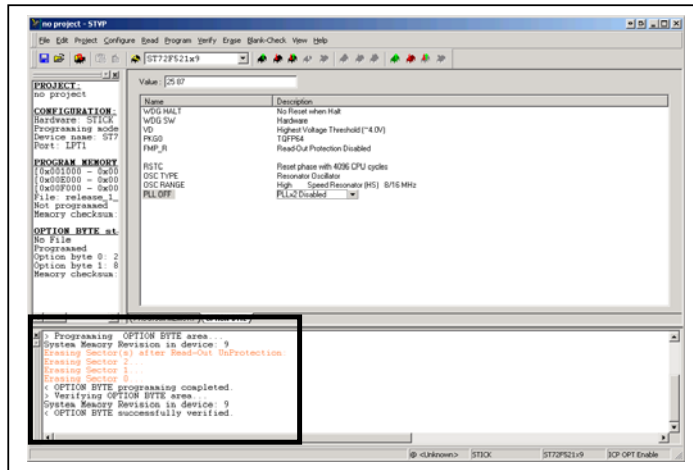 no project - STVP
File Edit Project Configure Read Program Verify Erase Blank-Check View Help
ST72F521x9
PROJECT:
no project
CONFIGURATION:
Hardware: STICK
Programming mode
Device name: ST7
Port: LPT1
PROGRAM MEMORY
[0x001000 - 0x00
[0x00E000 - 0x00
[0x00F000 - 0x00
File: release_1_
Not programmed
Memory checksum:
OPTION BYTE st
No File
Programmed
Option byte 0: 2
Option byte 1: 8
Memory checksum:
Value : 25 87
Name Description
WDG HALT No Reset when Halt
WDG SW Hardware
VD Highest Voltage Threshold (~4.0V)
PKG0 TQFP64
FMP_R Read-Out Protection Disabled
RSTC Reset phase with 4096 CPU cycles
OSC TYPE Resonator Oscillator
OSC RANGE High Speed Resonator (HS) 8/16 MHz
PLL OFF PLLx2 Disabled
> Programming OPTION BYTE area...
System Memory Revision in device: 9
Erasing Sector(s) after Read-Out UnProtection:
Erasing Sector 2...
Erasing Sector 1...
Erasing Sector 0...
< OPTION BYTE programming completed.
> Verifying OPTION BYTE area...
System Memory Revision in device: 9
< OPTION BYTE successfully verified.
<Unknown> STICK ST72F521x9 ICP OPT Enable